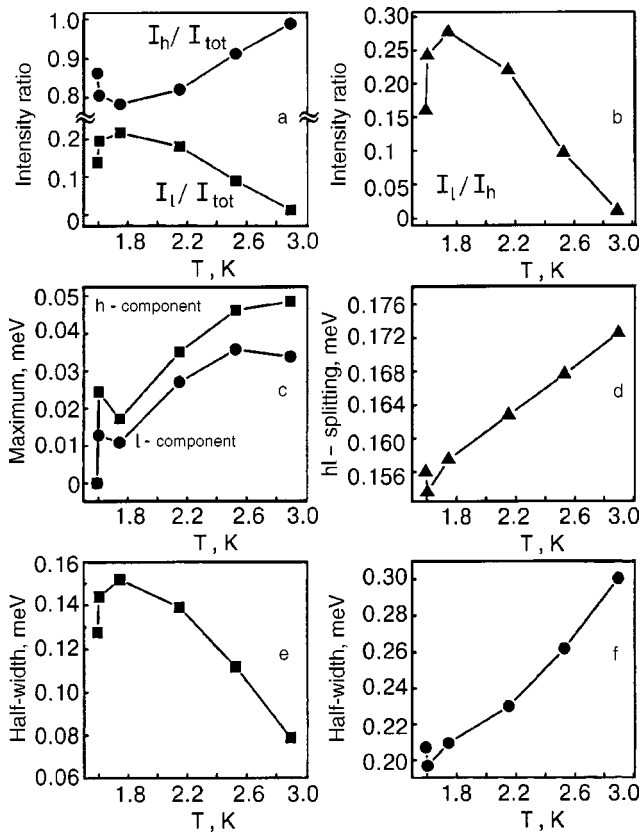 1.0
0.9
0.8
0.2
0.1
0
Intensity ratio
I_h / I_tot
a
I_l / I_tot
1.8 2.2 2.6 3.0
T , K
0.30
0.25
0.20
0.15
0.10
0.05
0
Intensity ratio
b
I_l / I_h
1.8 2.2 2.6 3.0
T , K
0.05
0.04
0.03
0.02
0.01
0
Maximum, meV
h - component
c
l - component
1.8 2.2 2.6 3.0
T , K
0.176
0.172
0.168
0.164
0.160
0.156
hl – splitting, meV
d
1.8 2.2 2.6 3.0
T , K
0.16
0.14
0.12
0.00
0.08
0.06
Half-width, meV
e
1.8 2.2 2.6 3.0
T , K
0.30
0.28
0.26
0.24
0.22
0.20
Half-width, meV
f
1.8 2.2 2.6 3.0
T , K